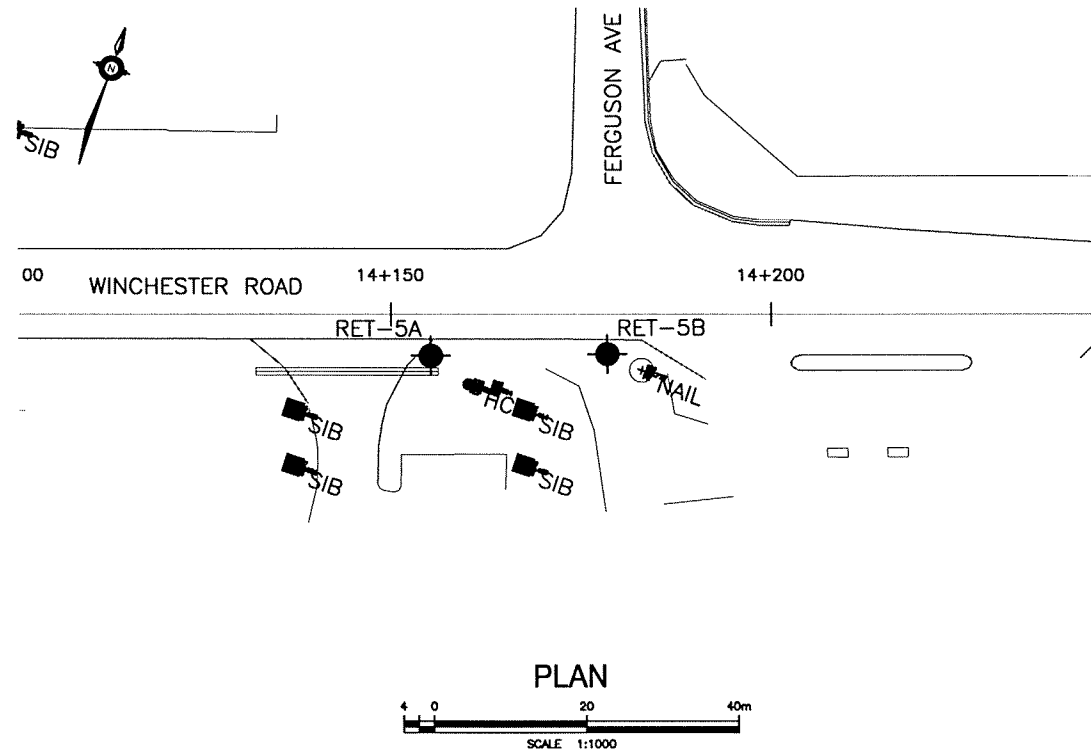 FERGUSON AVE
N
SIB
00
WINCHESTER ROAD
14+150
14+200
RET-5A
RET-5B
NAIL
HC
SIB
SIB
SIB
SIB
PLAN
4 0 20 40m
SCALE 1:1000